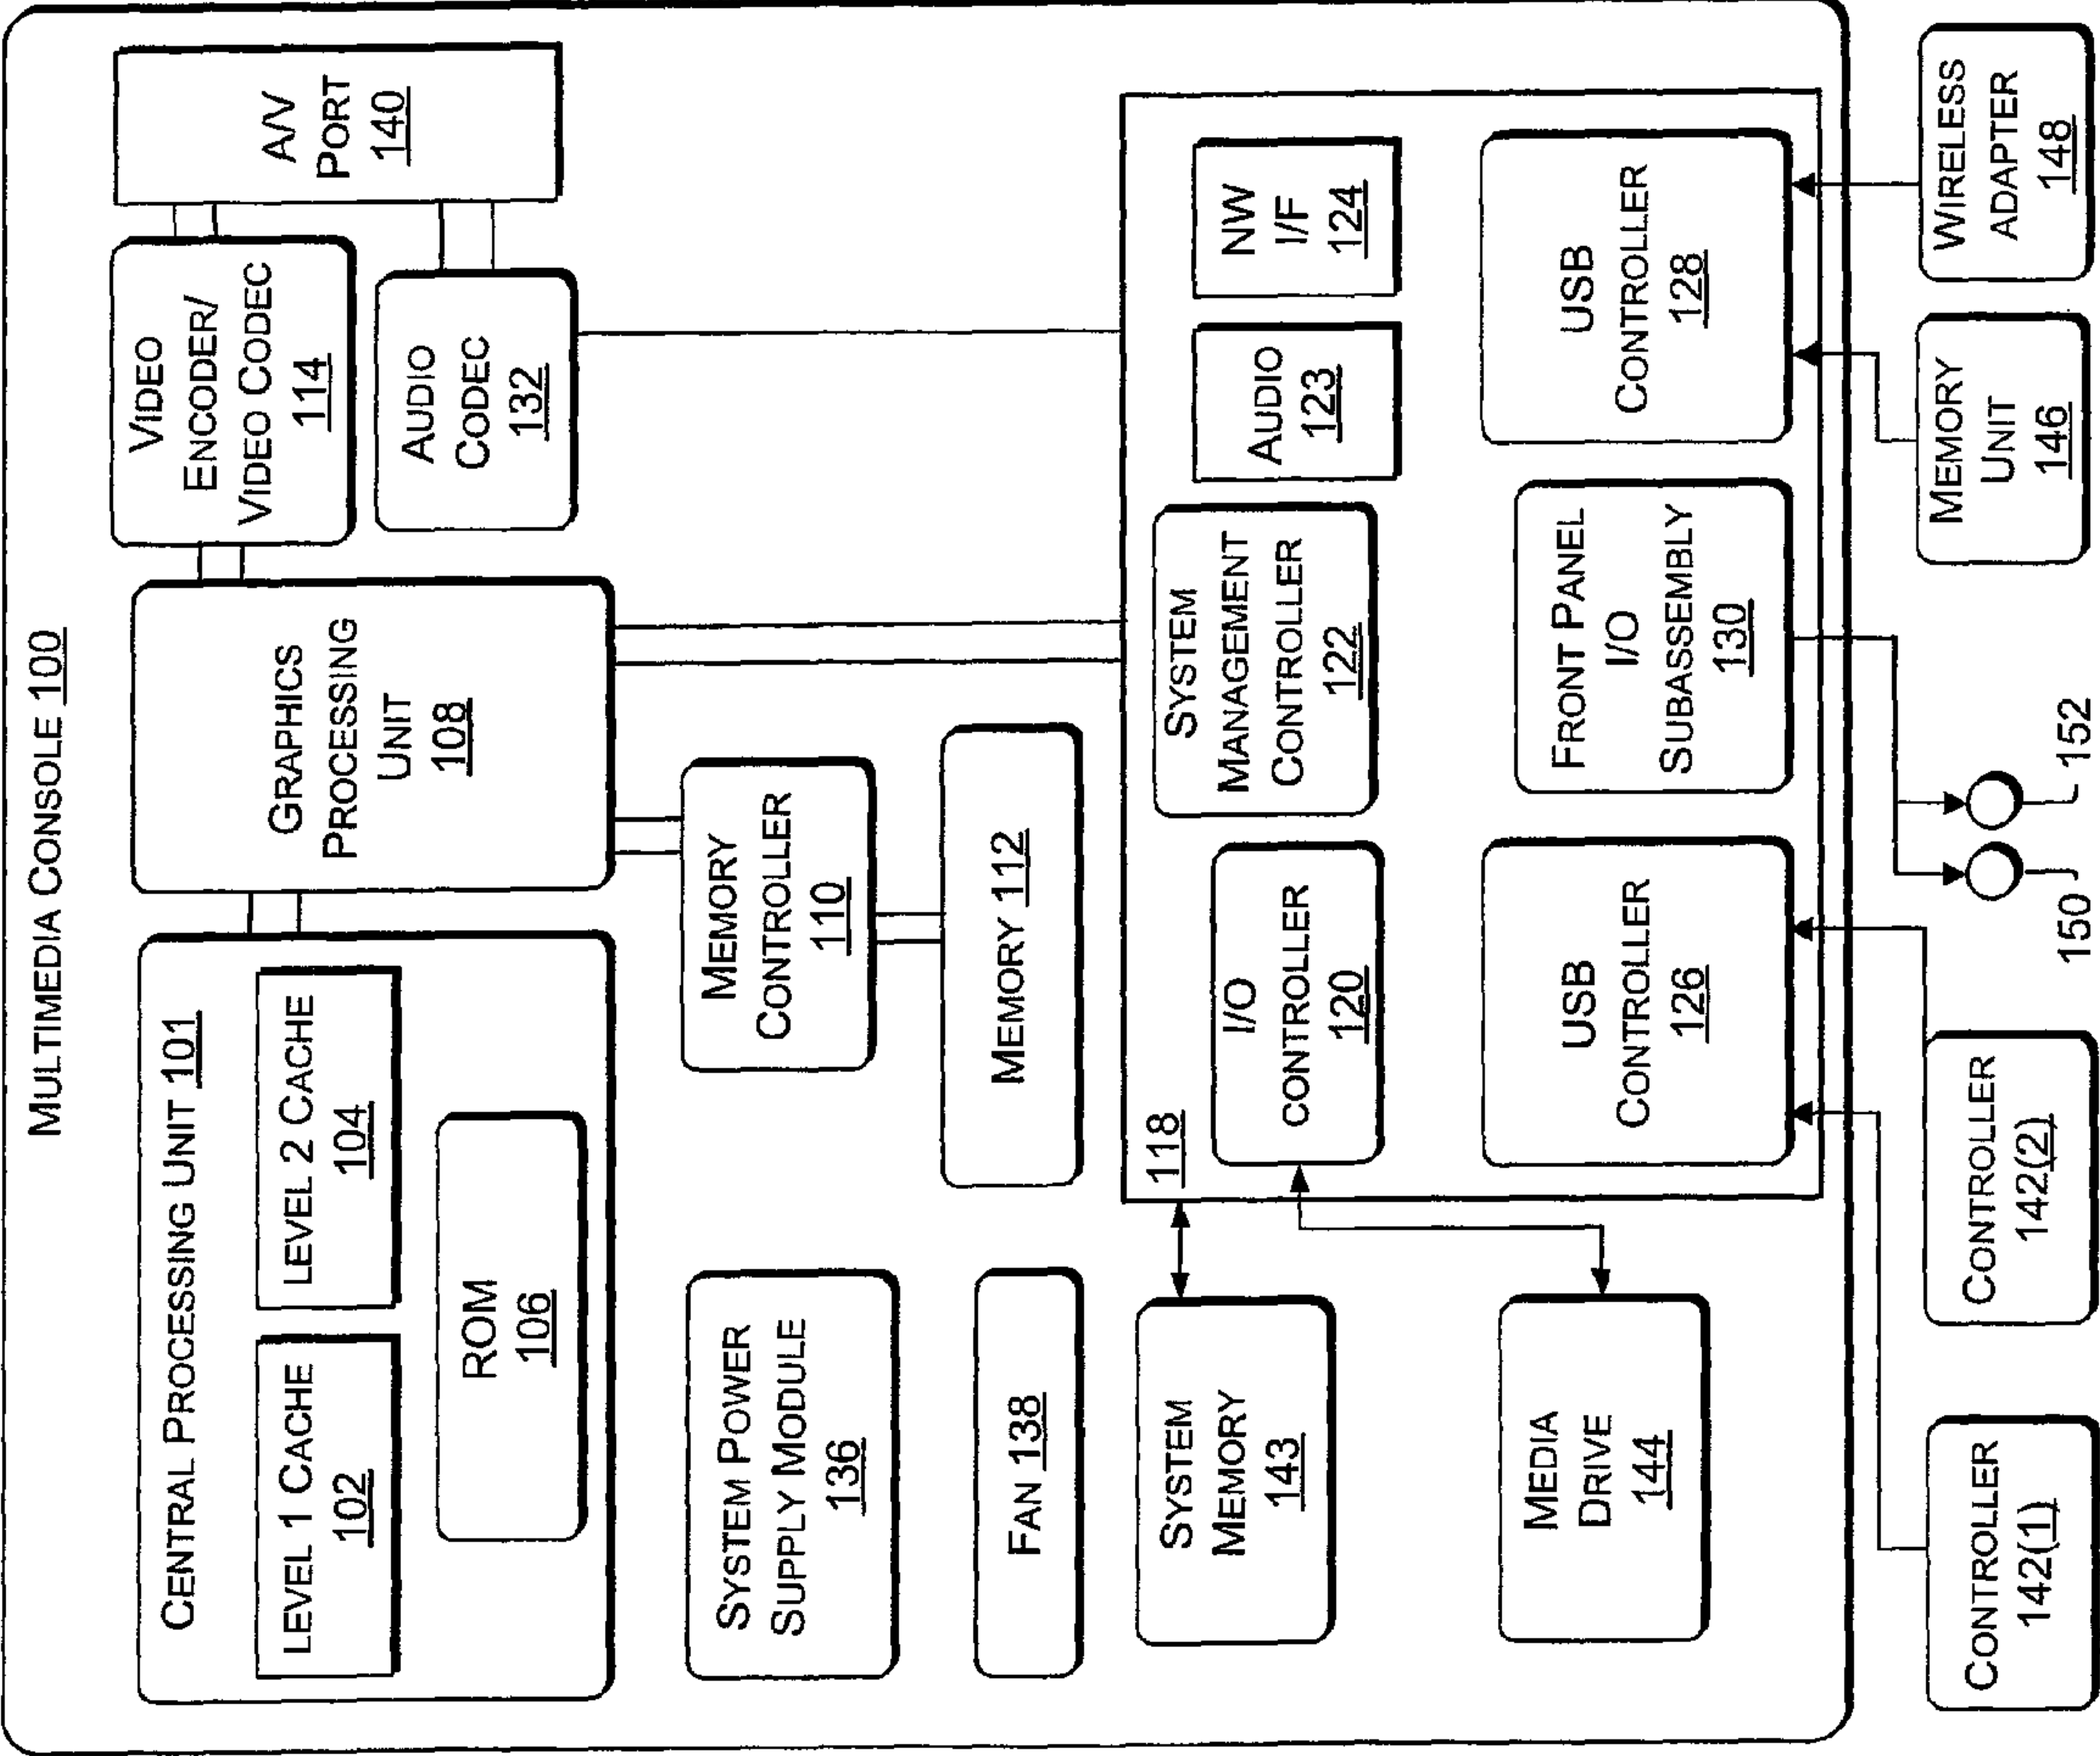 MULTIMEDIA CONSOLE 100
CENTRAL PROCESSING UNIT 101
LEVEL 1 CACHE
102
LEVEL 2 CACHE
104
ROM
106
GRAPHICS
PROCESSING
UNIT
108
VIDEO
ENCODER/
VIDEO CODEC
114
AUDIO
CODEC
132
A/V
PORT
140
MEMORY
CONTROLLER
110
MEMORY 112
SYSTEM POWER
SUPPLY MODULE
136
FAN 138
SYSTEM
MEMORY
143
MEDIA
DRIVE
144
118
I/O
CONTROLLER
120
SYSTEM
MANAGEMENT
CONTROLLER
122
AUDIO
123
NW
I/F
124
USB
CONTROLLER
126
FRONT PANEL
I/O
SUBASSEMBLY
130
USB
CONTROLLER
128
CONTROLLER
142(1)
CONTROLLER
142(2)
150
152
MEMORY
UNIT
146
WIRELESS
ADAPTER
148